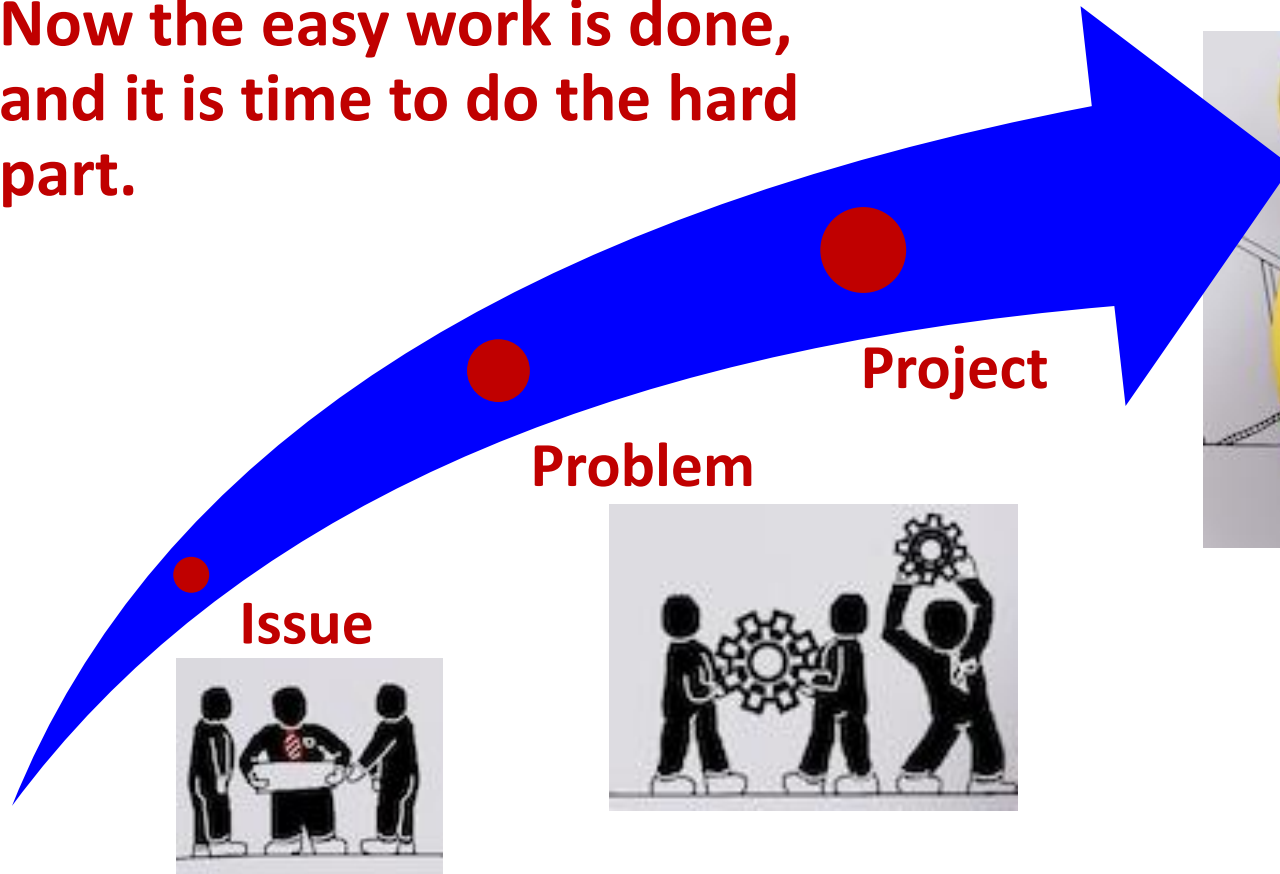 Now the easy work is done,
and it is time to do the hard
part.
Project
Problem
Issue